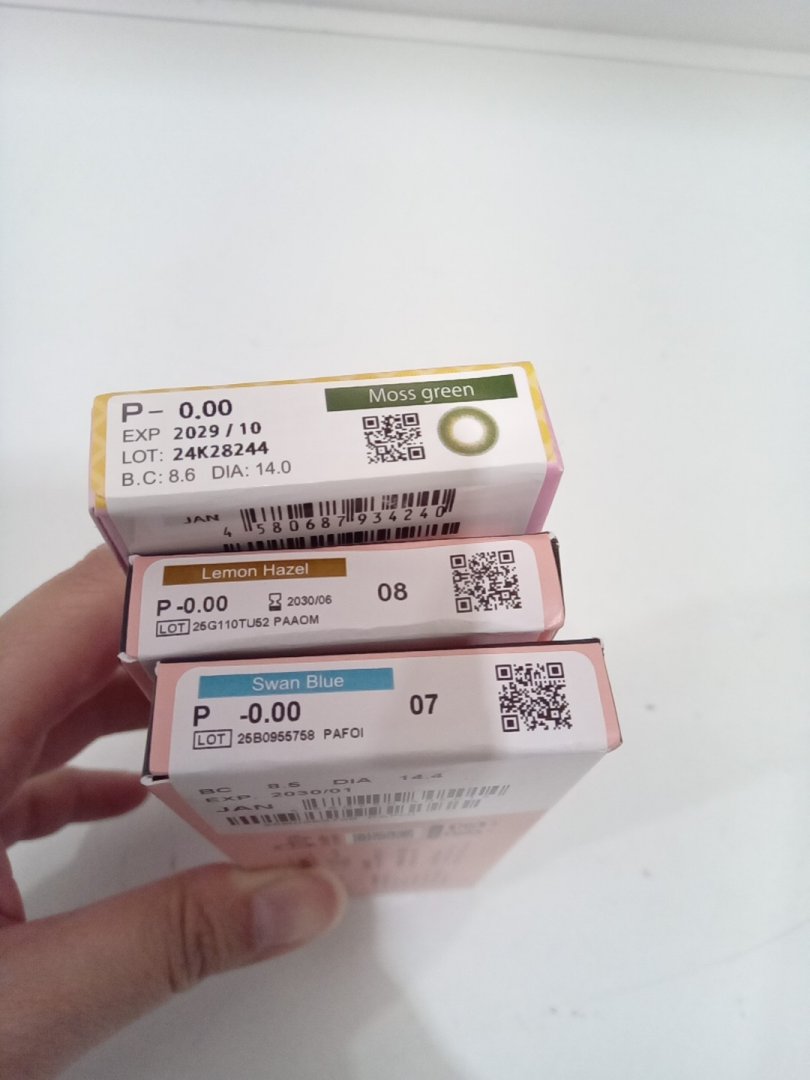 Moss green
P- 0.00
EXP 2029 / 10
LOT: 24K28244
B.C: 8.6 DIA: 14.0
JAN
4 580687 934240
Lemon Hazel
P -0.00 2030/06 08
LOT PAAOM
Swan Blue
P -0.00 07
LOT 25B0955758 PAFOI
BC 8.5 DIA 14.4
EXP 2030/01
JAN